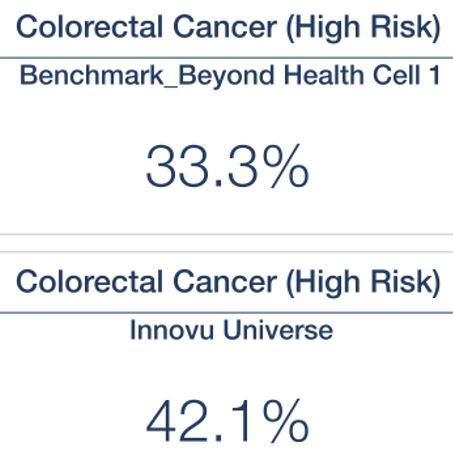 Colorectal Cancer (High Risk)
Benchmark_Beyond Health Cell 1
33.3%
Colorectal Cancer (High Risk)
Innovu Universe
42.1%